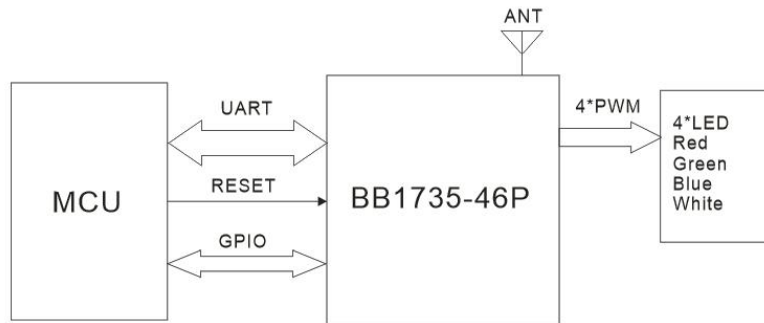 ANT
UART
4*PWM
4*LED
Red
Green
Blue
White
RESET
MCU
BB1735-46P
GPIO